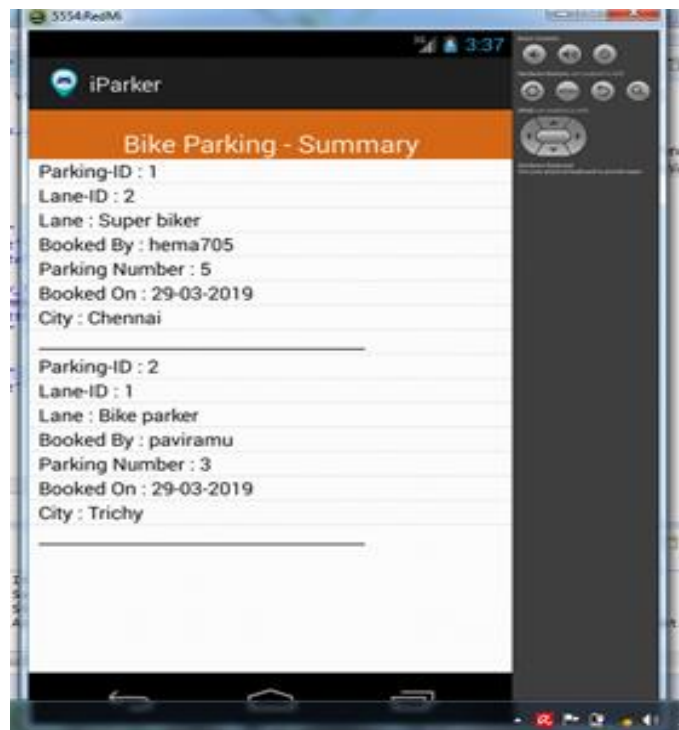 5554:RedMi
3G 3:37
iParker
Bike Parking - Summary
Parking-ID : 1
Lane-ID : 2
Lane : Super biker
Booked By : hema705
Parking Number : 5
Booked On : 29-03-2019
City : Chennai
Parking-ID : 2
Lane-ID : 1
Lane : Bike parker
Booked By : paviramu
Parking Number : 3
Booked On : 29-03-2019
City : Trichy